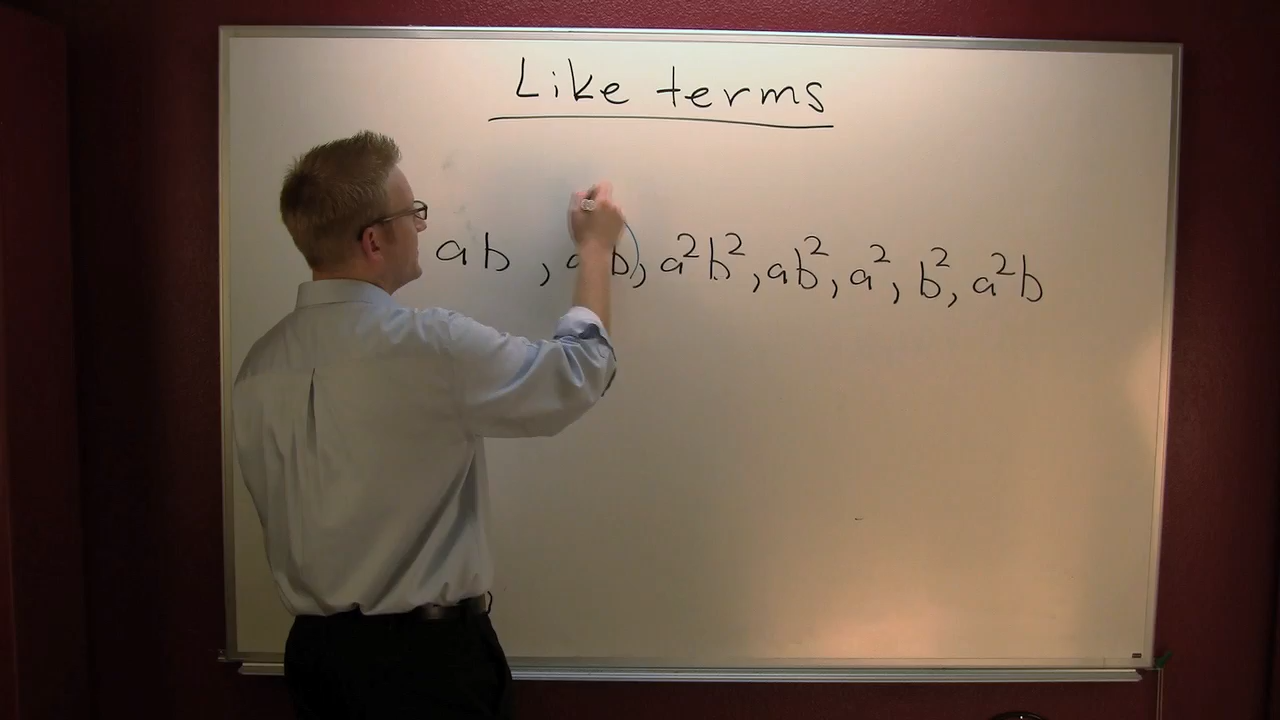 Like terms
ab , , a²b², ab², a², b², a²b